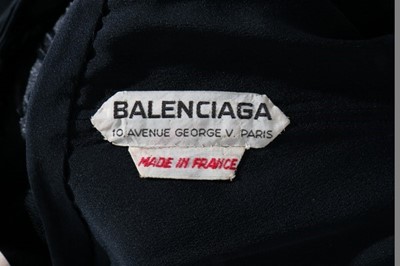 BALENCIAGA
10. AVENUE GEORGE V. PARIS
MADE IN FRANCE